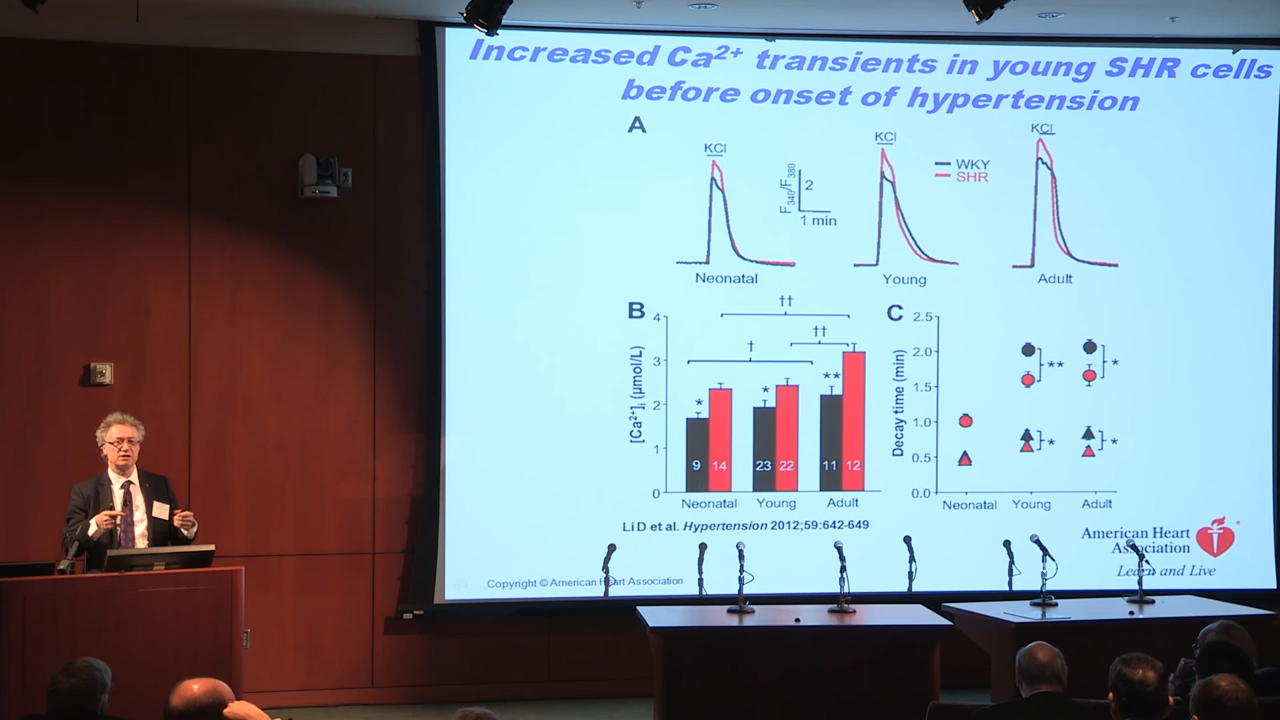 Increased Ca2+ transients in young SHR cells
before onset of hypertension
A
KCl
KCl
KCl
F340/F380
2
1 min
WKY
SHR
Neonatal
Young
Adult
B
[Ca2+]i (μmol/L)
4
3
2
1
0
††
††
†
*
*
**
9
14
23
22
11
12
Neonatal
Young
Adult
C
Decay time (min)
2.5
2.0
1.5
1.0
0.5
0.0
**
*
*
*
Neonatal
Young
Adult
Li D et al. Hypertension 2012;59:642-649
American Heart
Association
Learn and Live
Copyright © American Heart Association